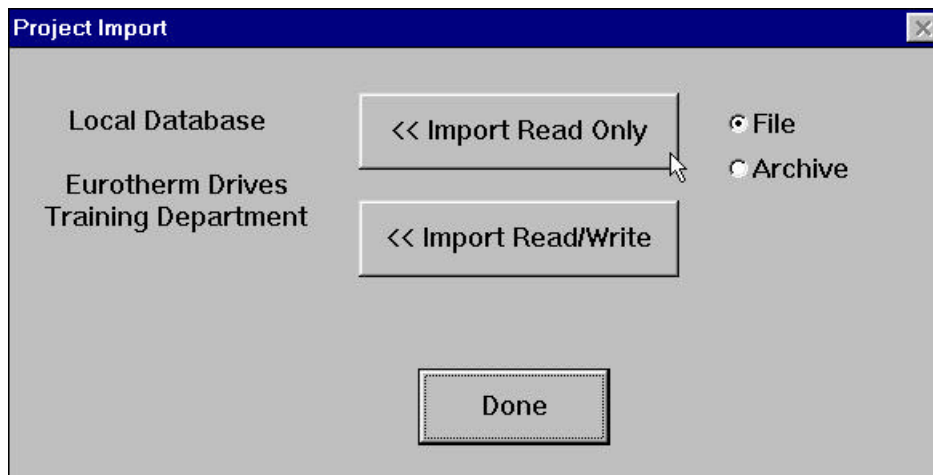 Project Import
Local Database
<< Import Read Only
File
Archive
Eurotherm Drives
Training Department
<< Import Read/Write
Done